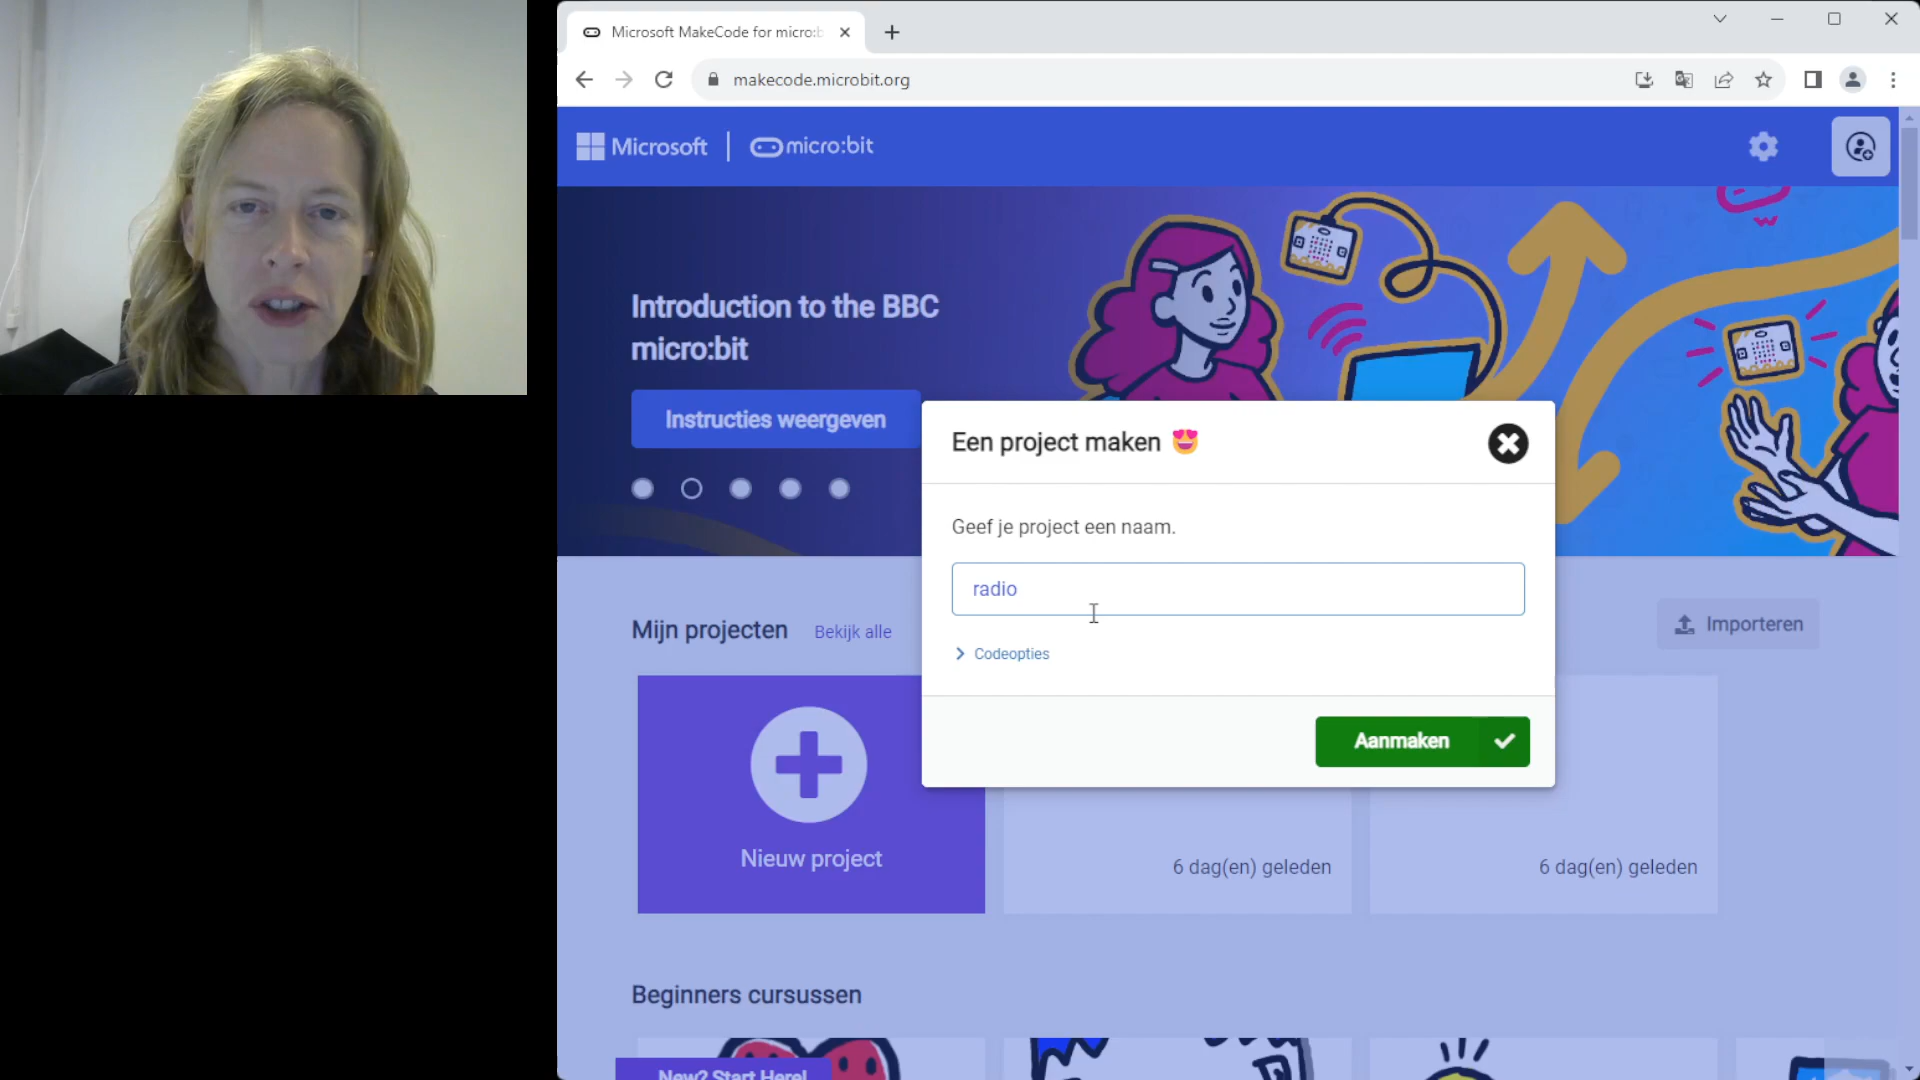 Microsoft MakeCode for micro:b
makecode.microbit.org
Microsoft | micro:bit
Introduction to the BBC
micro:bit
Instructies weergeven
Een project maken 😍
Geef je project een naam.
radio
Codeopties
Aanmaken
Mijn projecten Bekijk alle
Importeren
Nieuw project
6 dag(en) geleden
6 dag(en) geleden
Beginners cursussen
New? Start Here!